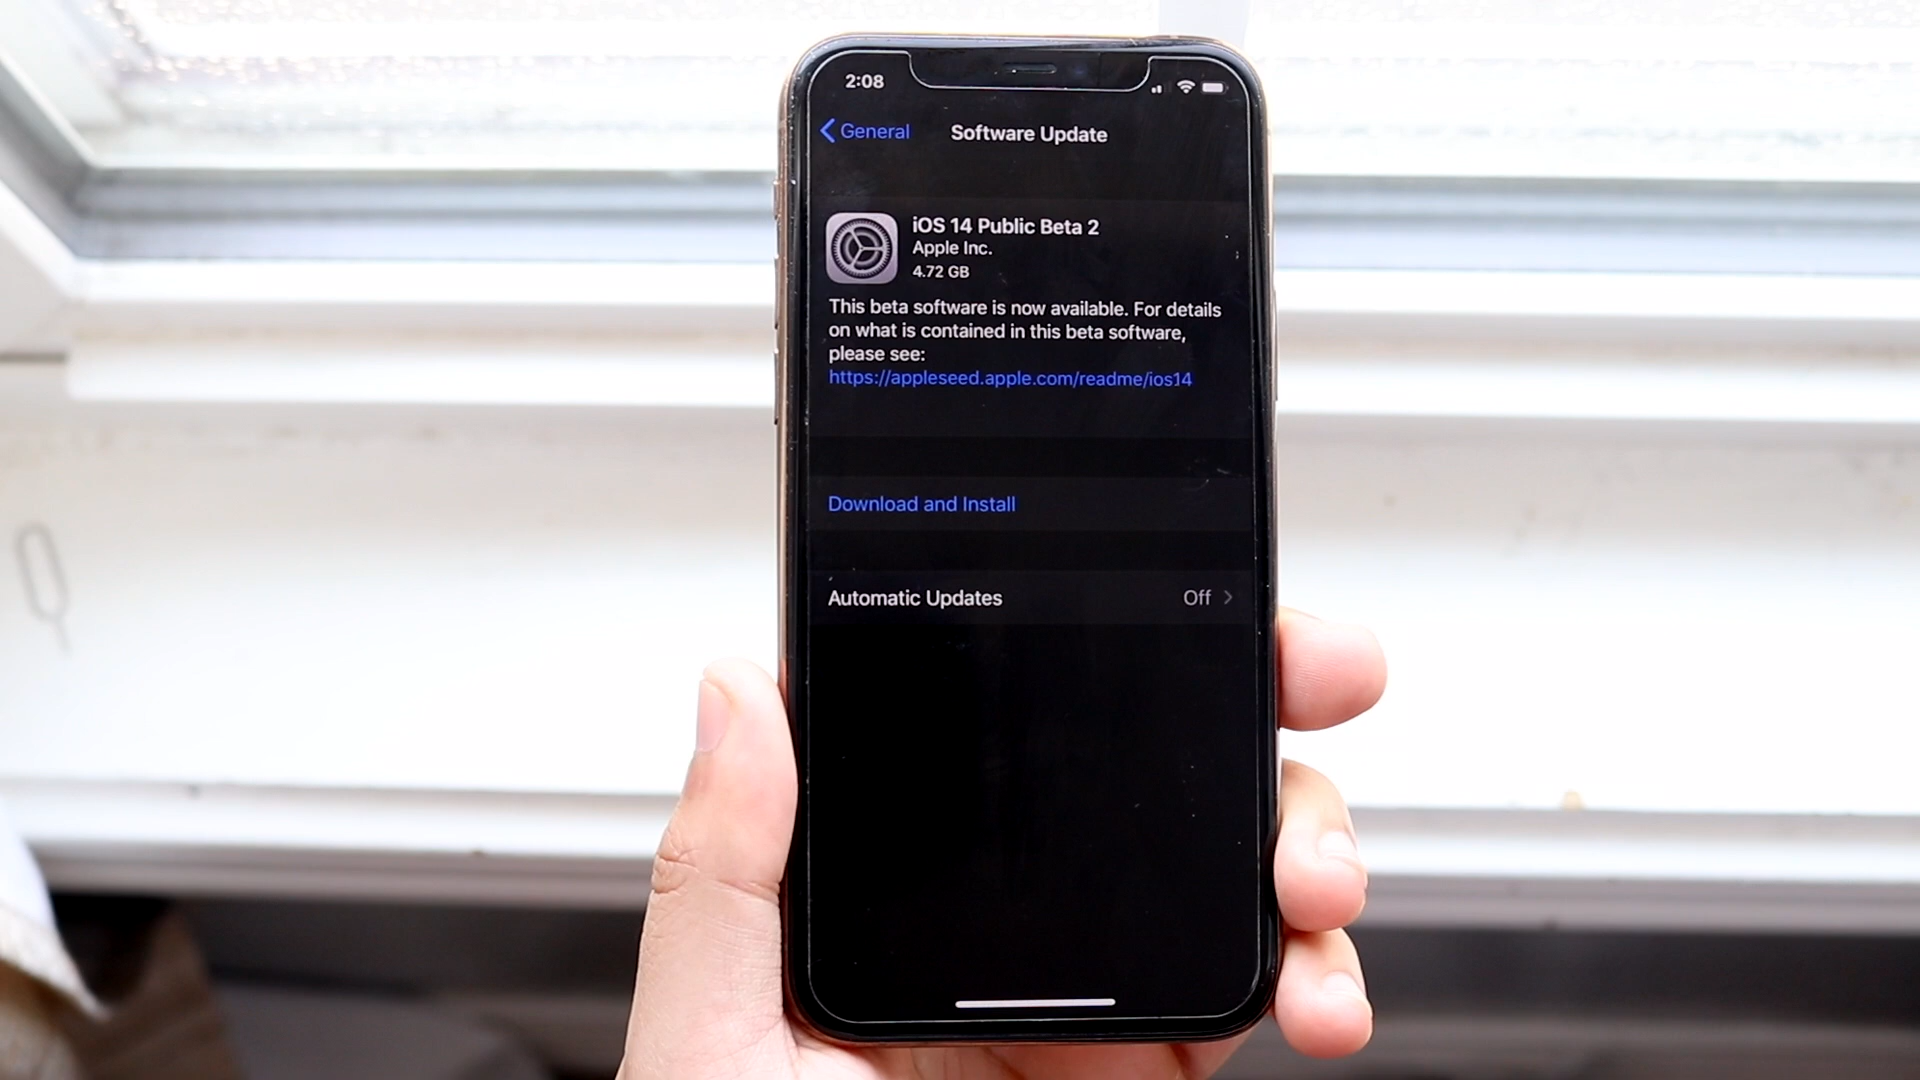 2:08
General
Software Update
iOS 14 Public Beta 2
Apple Inc.
4.72 GB
This beta software is now available. For details
on what is contained in this beta software,
please see:
https://appleseed.apple.com/readme/ios14
Download and Install
Automatic Updates Off